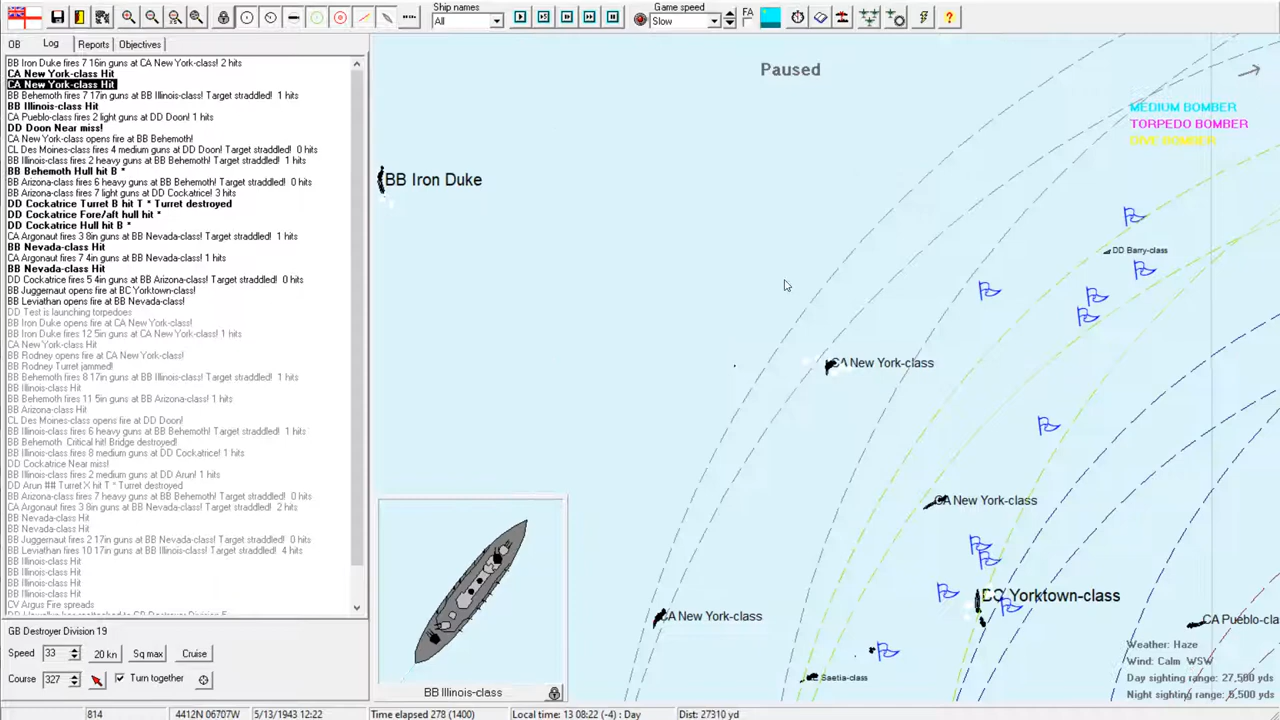 Ship names
All
Game speed
Slow
FA
OB
Log
Reports
Objectives
BB Iron Duke fires 7 16in guns at CA New York-class! 2 hits
CA New York-class Hit
CA New York-class Hit
BB Behemoth fires 7 17in guns at BB Illinois-class! Target straddled!  1 hits
BB Illinois-class Hit
CA Pueblo-class fires 2 light guns at DD Doon! 1 hits
DD Doon Near miss!
CA New York-class opens fire at BB Behemoth!
CL Des Moines-class fires 4 medium guns at DD Doon! Target straddled!  0 hits
BB Illinois-class fires 2 heavy guns at BB Behemoth! Target straddled!  1 hits
BB Behemoth Hull hit B *
BB Arizona-class fires 6 heavy guns at BB Behemoth! Target straddled!  0 hits
BB Arizona-class fires 7 light guns at DD Cockatrice! 3 hits
DD Cockatrice Turret B hit T * Turret destroyed
DD Cockatrice Fore/aft hull hit *
DD Cockatrice Hull hit B *
CA Argonaut fires 3 8in guns at BB Nevada-class! Target straddled!  1 hits
BB Nevada-class Hit
CA Argonaut fires 7 4in guns at BB Nevada-class! 1 hits
BB Nevada-class Hit
DD Cockatrice fires 5 4in guns at BB Arizona-class! Target straddled!  0 hits
BB Juggernaut opens fire at BC Yorktown-class!
BB Leviathan opens fire at BB Nevada-class!
DD Test is launching torpedoes
BB Iron Duke opens fire at CA New York-class!
BB Iron Duke fires 12 5in guns at CA New York-class! 1 hits
CA New York-class Hit
BB Rodney opens fire at CA New York-class!
BB Rodney Turret jammed!
BB Behemoth fires 8 17in guns at BB Illinois-class! Target straddled!  1 hits
BB Illinois-class Hit
BB Behemoth fires 11 5in guns at BB Arizona-class! 1 hits
BB Arizona-class Hit
CL Des Moines-class opens fire at DD Doon!
BB Illinois-class fires 6 heavy guns at BB Behemoth! Target straddled!  1 hits
BB Behemoth  Critical hit! Bridge destroyed!
BB Illinois-class fires 8 medium guns at DD Cockatrice! 1 hits
DD Cockatrice Near miss!
BB Illinois-class fires 2 medium guns at DD Arun! 1 hits
DD Arun ## Turret X hit T * Turret destroyed
BB Arizona-class fires 7 heavy guns at BB Behemoth! Target straddled!  0 hits
CA Argonaut fires 3 8in guns at BB Nevada-class! Target straddled!  2 hits
BB Nevada-class Hit
BB Nevada-class Hit
BB Juggernaut fires 2 17in guns at BB Nevada-class! Target straddled!  0 hits
BB Leviathan fires 10 17in guns at BB Illinois-class! Target straddled!  4 hits
BB Illinois-class Hit
BB Illinois-class Hit
BB Illinois-class Hit
BB Illinois-class Hit
CV Argus Fire spreads
GB Destroyer Division 19
Speed 33 20 kn Sq max Cruise
Course 327 Turn together
BB Illinois-class
Paused
MEDIUM BOMBER
TORPEDO BOMBER
DIVE BOMBER
BB Iron Duke
DD Barry-class
CA New York-class
CA New York-class
Yorktown-class
CA New York-class
CA Pueblo-cla
Saetia-class
Weather: Haze
Wind: Calm  WSW
Day sighting range: 27,580 yds
Night sighting range: 5,500 yds
814
4412N 06707W
5/13/1943 12:22
Time elapsed 278 (1400)
Local time: 13 08:22 (-4) : Day
Dist: 27310 yd